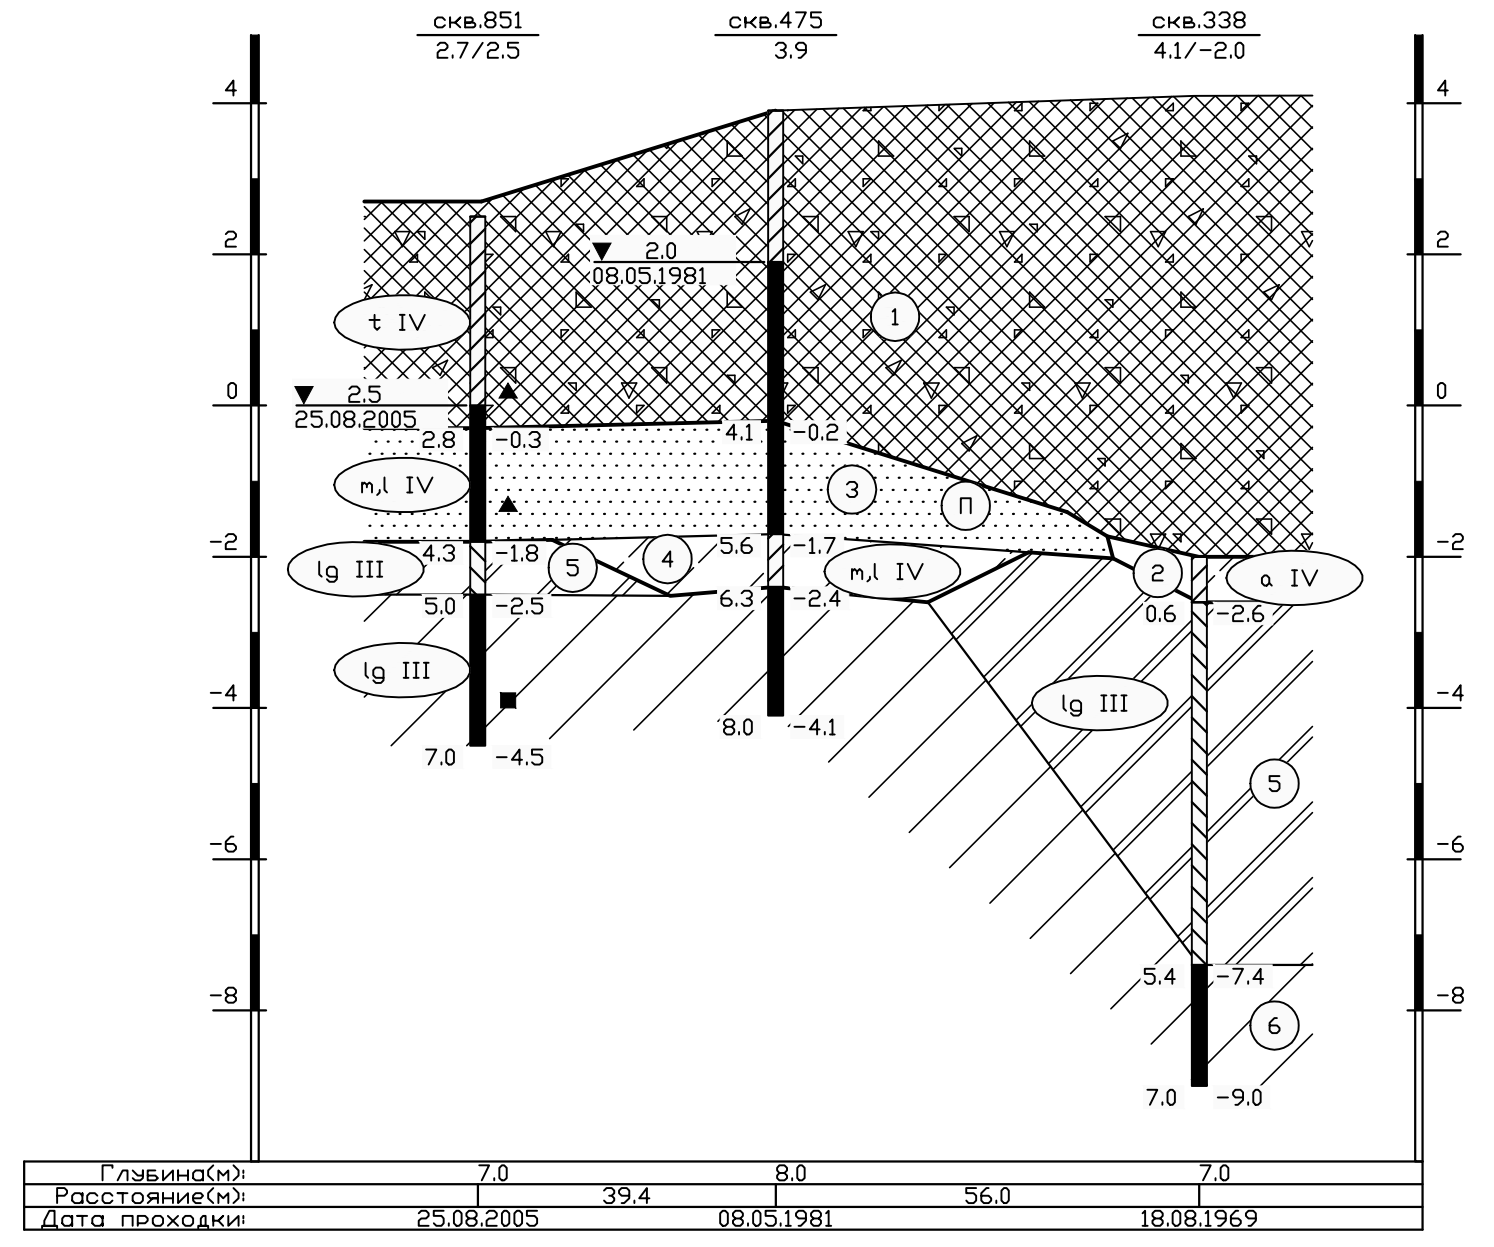 скв.851 скв.475 скв.338
2.7/2.5 3.9 4.1/-2.0
4 4
2 2
2.0
08.05.1981
1
t IV
0 0
2.5
25.08.2005
2.8 -0.3 4.1 -0.2
m,l IV 3 П
-2 -2
4.3 -1.8 5.6 -1.7
lg III 5 4 m,l IV 2 a IV
5.0 -2.5 6.3 -2.4 0.6 -2.6
lg III lg III
-4 -4
8.0 -4.1
7.0 -4.5
5
-6 -6
5.4 -7.4
-8 -8
6
7.0 -9.0
Глубина(м): 7.0 8.0 7.0
Расстояние(м): 39.4 56.0
Дата проходки: 25.08.2005 08.05.1981 18.08.1969